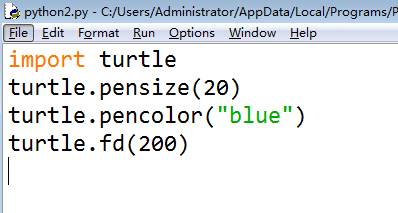 python2.py - C:/Users/Administrator/AppData/Local/Programs/P
File Edit Format Run Options Window Help
import turtle
turtle.pensize(20)
turtle.pencolor("blue")
turtle.fd(200)